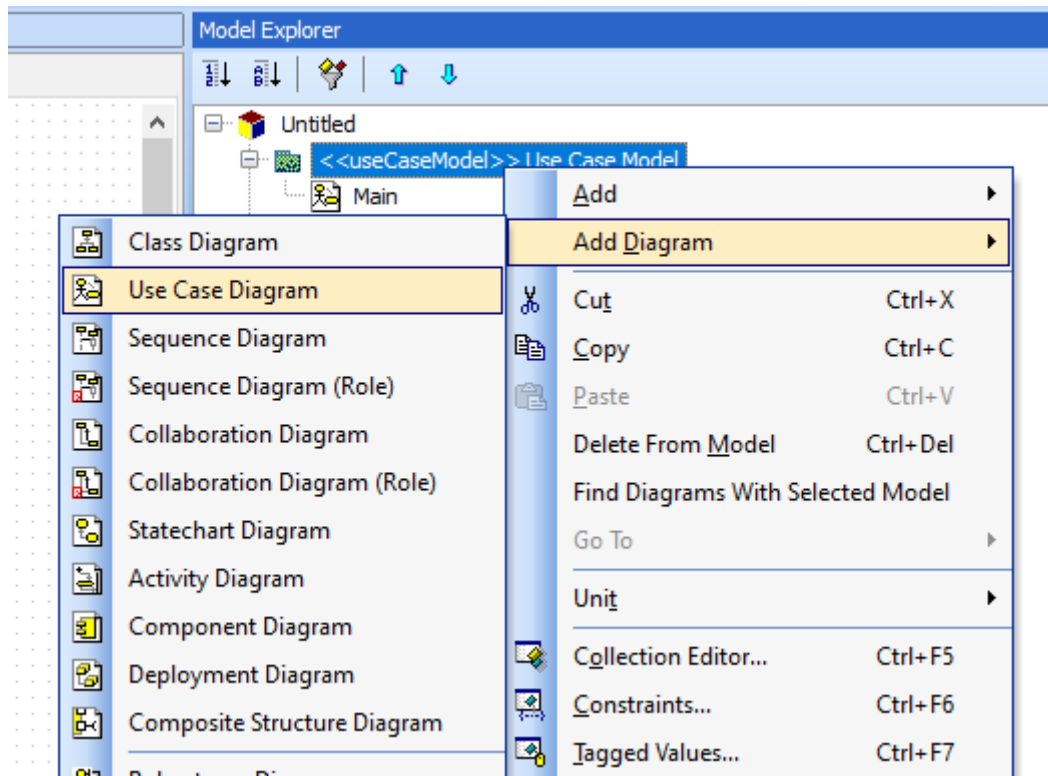 Model Explorer
Untitled
<<useCaseModel>> Use Case Model
Main
Add
Add Diagram
Cut Ctrl+X
Copy Ctrl+C
Paste Ctrl+V
Delete From Model Ctrl+Del
Find Diagrams With Selected Model
Go To
Unit
Collection Editor... Ctrl+F5
Constraints... Ctrl+F6
Tagged Values... Ctrl+F7
Class Diagram
Use Case Diagram
Sequence Diagram
Sequence Diagram (Role)
Collaboration Diagram
Collaboration Diagram (Role)
Statechart Diagram
Activity Diagram
Component Diagram
Deployment Diagram
Composite Structure Diagram